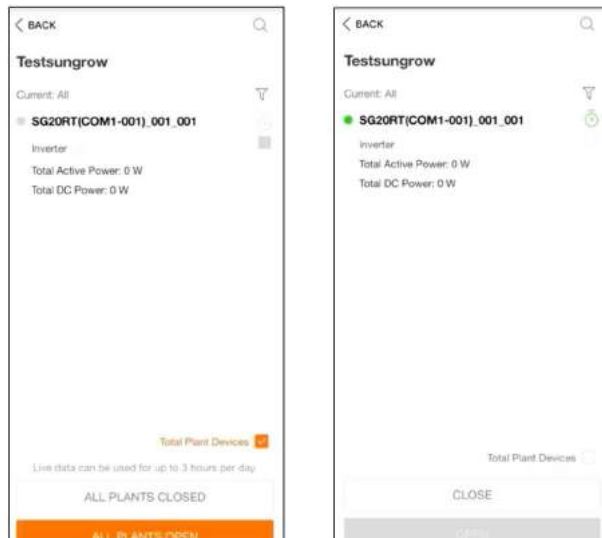 BACK
Testsungrow
Current: All
SG20RT(COM1-001)_001_001
Inverter
Total Active Power: 0 W
Total DC Power: 0 W
Total Plant Devices
Live data can be used for up to 3 hours per day
ALL PLANTS CLOSED
ALL PLANTS OPEN
BACK
Testsungrow
Current: All
SG20RT(COM1-001)_001_001
Inverter
Total Active Power: 0 W
Total DC Power: 0 W
Total Plant Devices
CLOSE
OPEN